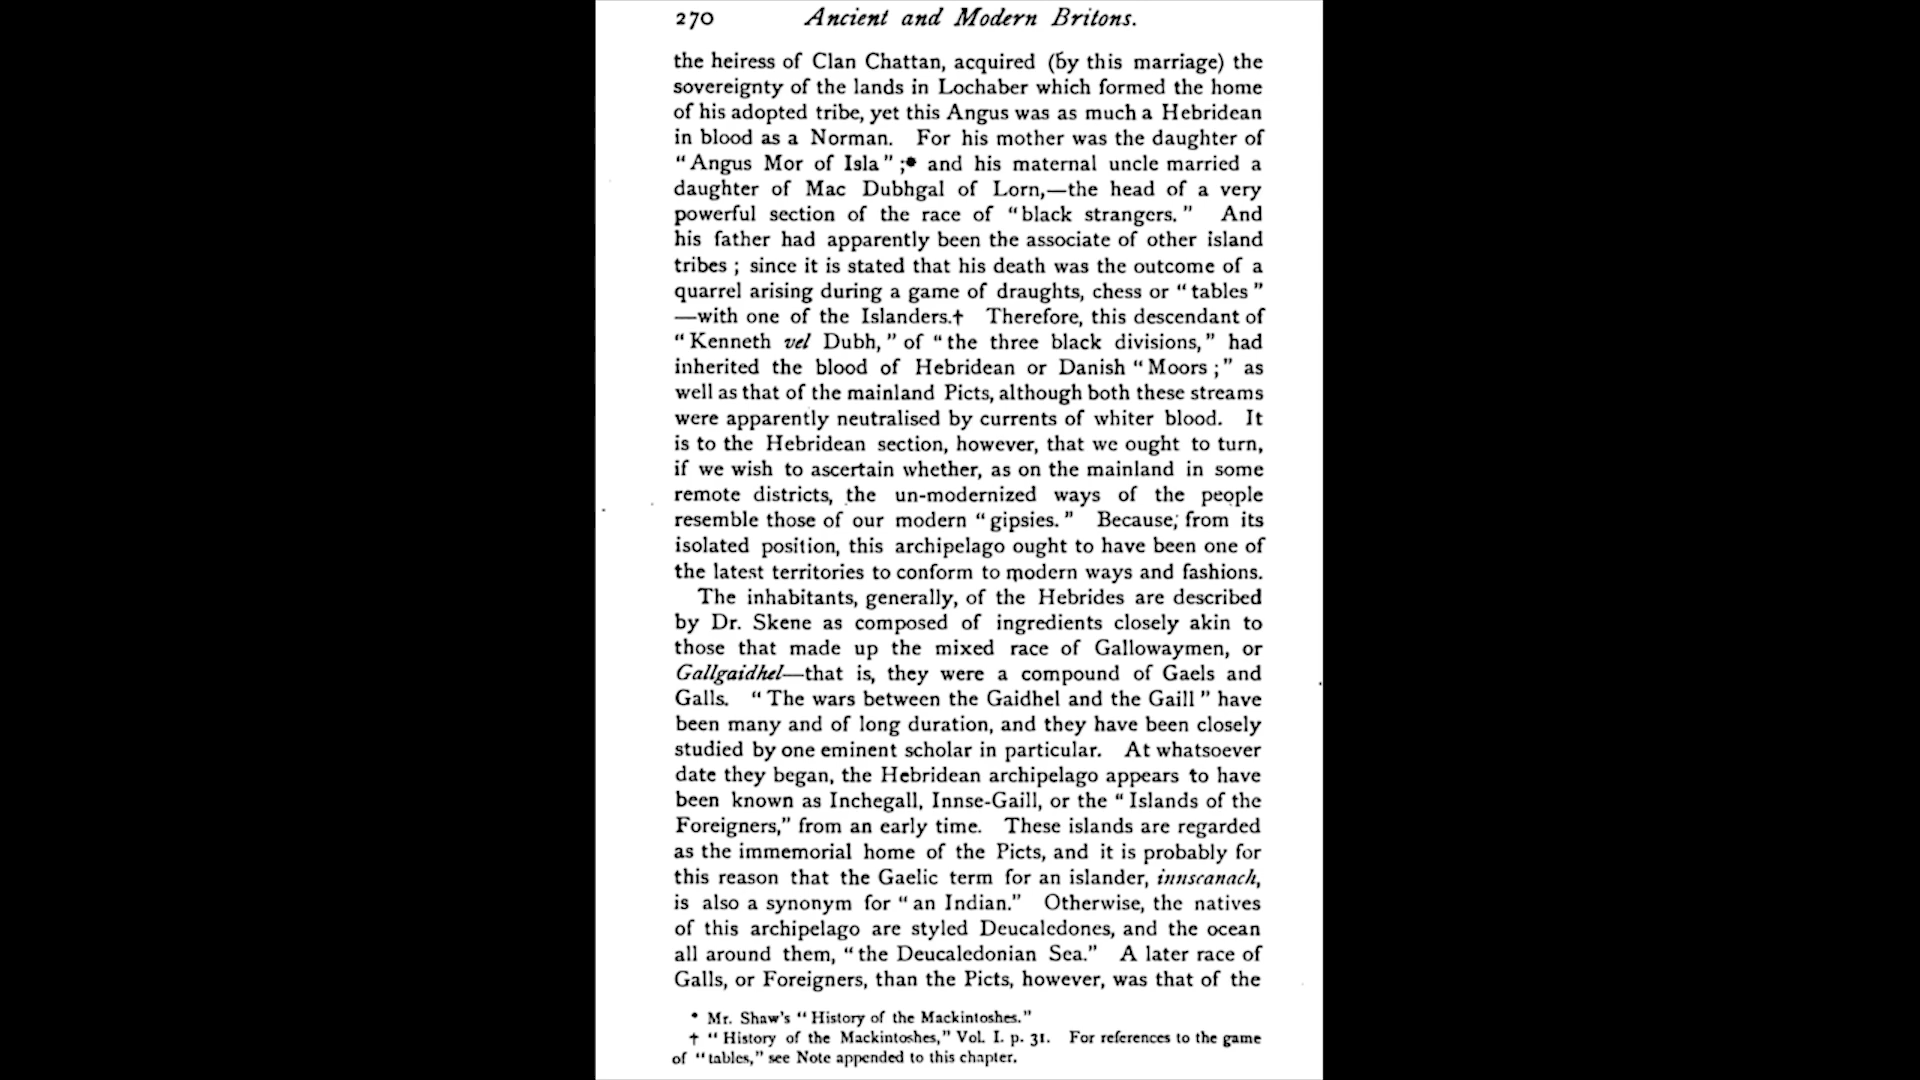 270 Ancient and Modern Britons.
the heiress of Clan Chattan, acquired (by this marriage) the
sovereignty of the lands in Lochaber which formed the home
of his adopted tribe, yet this Angus was as much a Hebridean
in blood as a Norman. For his mother was the daughter of
"Angus Mor of Isla";* and his maternal uncle married a
daughter of Mac Dubhgal of Lorn,—the head of a very
powerful section of the race of "black strangers." And
his father had apparently been the associate of other island
tribes; since it is stated that his death was the outcome of a
quarrel arising during a game of draughts, chess or "tables"
—with one of the Islanders.† Therefore, this descendant of
"Kenneth vel Dubh," of "the three black divisions," had
inherited the blood of Hebridean or Danish "Moors;" as
well as that of the mainland Picts, although both these streams
were apparently neutralised by currents of whiter blood. It
is to the Hebridean section, however, that we ought to turn,
if we wish to ascertain whether, as on the mainland in some
remote districts, the un-modernized ways of the people
resemble those of our modern "gipsies." Because, from its
isolated position, this archipelago ought to have been one of
the latest territories to conform to modern ways and fashions.
The inhabitants, generally, of the Hebrides are described
by Dr. Skene as composed of ingredients closely akin to
those that made up the mixed race of Gallowaymen, or
Gallgaidhel—that is, they were a compound of Gaels and
Galls. "The wars between the Gaidhel and the Gaill" have
been many and of long duration, and they have been closely
studied by one eminent scholar in particular. At whatsoever
date they began, the Hebridean archipelago appears to have
been known as Inchegall, Innse-Gaill, or the "Islands of the
Foreigners," from an early time. These islands are regarded
as the immemorial home of the Picts, and it is probably for
this reason that the Gaelic term for an islander, innseanach,
is also a synonym for "an Indian." Otherwise, the natives
of this archipelago are styled Deucaledones, and the ocean
all around them, "the Deucaledonian Sea." A later race of
Galls, or Foreigners, than the Picts, however, was that of the
* Mr. Shaw's "History of the Mackintoshes."
† "History of the Mackintoshes," Vol. I. p. 31. For references to the game
of "tables," see Note appended to this chapter.